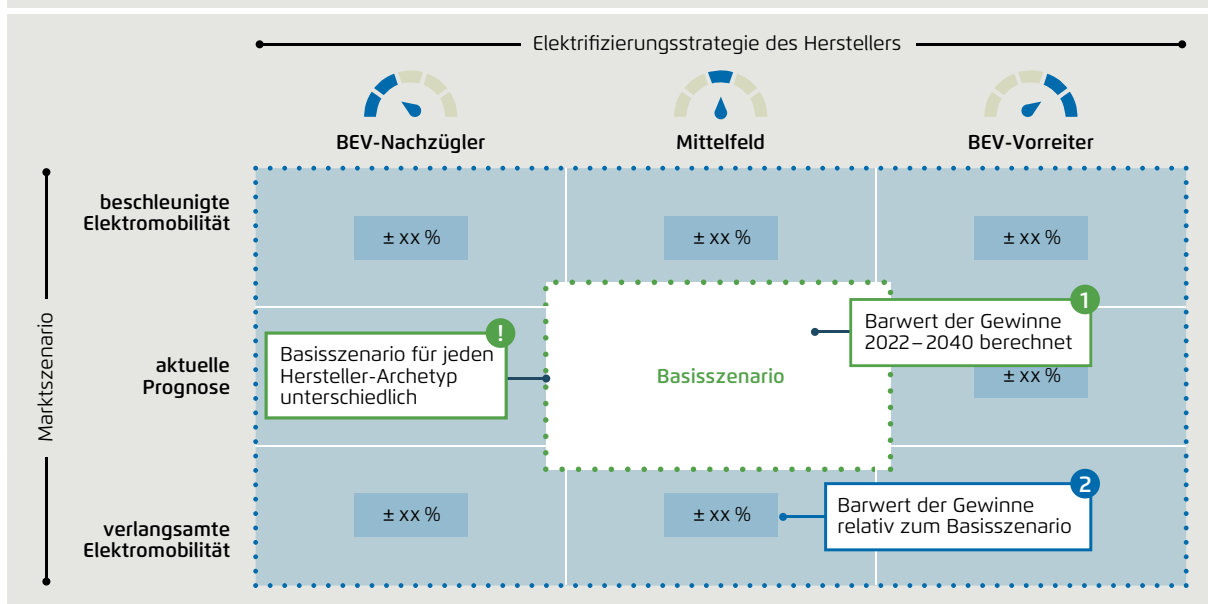 Elektrifizierungsstrategie des Herstellers
BEV-Nachzügler
Mittelfeld
BEV-Vorreiter
Marktszenario
beschleunigte
Elektromobilität
± xx %
± xx %
± xx %
aktuelle
Prognose
!
Basisszenario für jeden
Hersteller-Archetyp
unterschiedlich
Basisszenario
1
Barwert der Gewinne
2022–2040 berechnet
± xx %
verlangsamte
Elektromobilität
± xx %
± xx %
2
Barwert der Gewinne
relativ zum Basisszenario